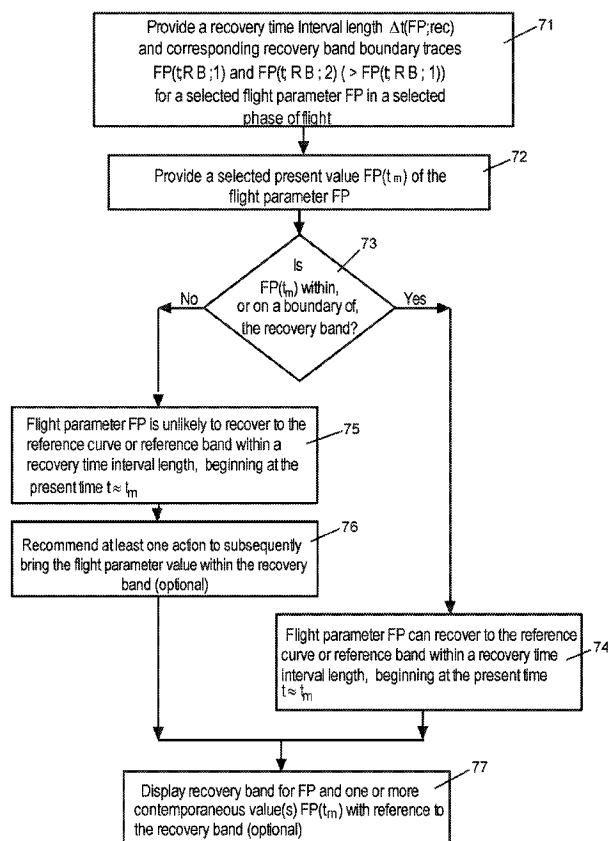 Provide a recovery time Interval length Δt(FP;rec)
and corresponding recovery band boundary traces
FP(t;R B ;1) and FP(t; R B ; 2) ( > FP(t; R B ; 1))
for a selected flight parameter FP in a selected
phase of flight
71
Provide a selected present value FP(tm) of the
flight parameter FP
72
Is
FP(tm) within,
or on a boundary of,
the recovery band?
73
No
Yes
Flight parameter FP is unlikely to recover to the
reference curve or reference band within a
recovery time interval length, beginning at the
present time t ≈ tm
75
Recommend at least one action to subsequently
bring the flight parameter value within the recovery
band (optional)
76
Flight parameter FP can recover to the reference
curve or reference band within a recovery time
interval length, beginning at the present time
t ≈ tm
74
Display recovery band for FP and one or more
contemporaneous value(s) FP(tm) with reference to
the recovery band (optional)
77